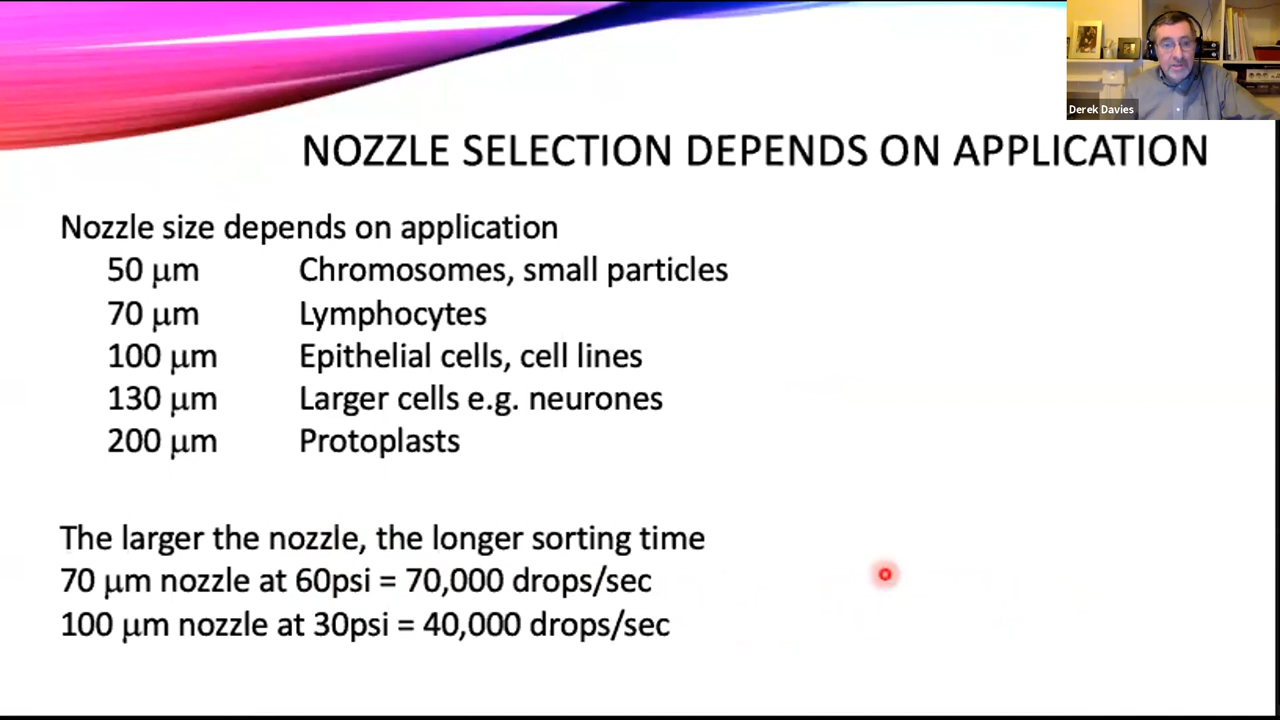 Derek Davies
NOZZLE SELECTION DEPENDS ON APPLICATION
Nozzle size depends on application
50 μm Chromosomes, small particles
70 μm Lymphocytes
100 μm Epithelial cells, cell lines
130 μm Larger cells e.g. neurones
200 μm Protoplasts
The larger the nozzle, the longer sorting time
70 μm nozzle at 60psi = 70,000 drops/sec
100 μm nozzle at 30psi = 40,000 drops/sec